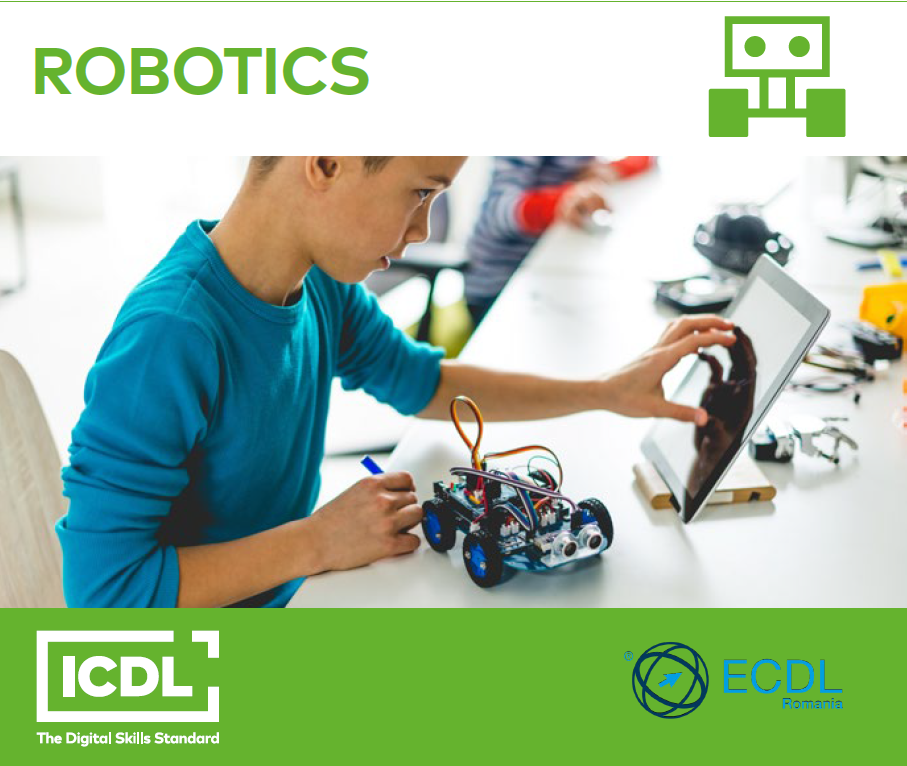 ROBOTICS
ICDL
The Digital Skills Standard
® ECDL
Romania